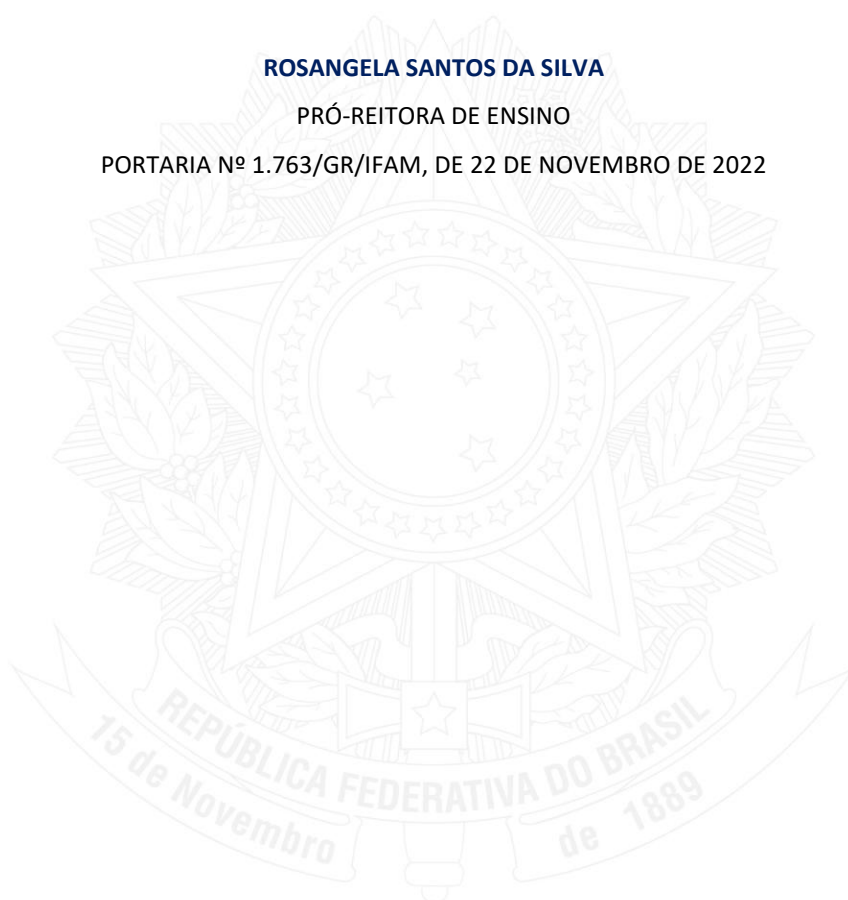 ROSANGELA SANTOS DA SILVA
PRÓ-REITORA DE ENSINO
PORTARIA Nº 1.763/GR/IFAM, DE 22 DE NOVEMBRO DE 2022
REPÚBLICA FEDERATIVA DO BRASIL
15 de Novembro de 1889